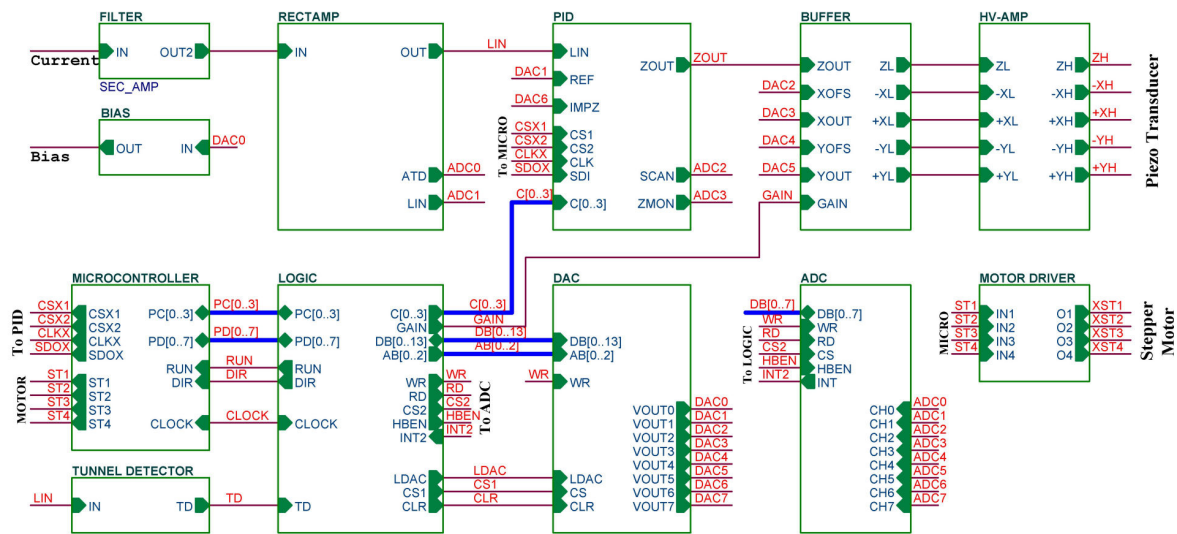 FILTER
Current
IN
OUT2
SEC_AMP
BIAS
Bias
OUT
IN
DAC0
RECTAMP
IN
OUT
LIN
ATD
ADC0
LIN
ADC1
PID
LIN
DAC1
REF
DAC6
IMPZ
To MICRO
CSX1
CS1
CSX2
CS2
CLKX
CLK
SDOX
SDI
C[0..3]
C[0..3]
ZOUT
ZOUT
SCAN
ADC2
ZMON
ADC3
GAIN
BUFFER
ZOUT
ZL
DAC2
XOFS
-XL
DAC3
XOUT
+XL
DAC4
YOFS
-YL
DAC5
YOUT
+YL
GAIN
HV-AMP
ZL
ZH
ZH
-XL
-XH
-XH
+XL
+XH
+XH
-YL
-YH
-YH
+YL
+YH
+YH
Piezo Transducer
MICROCONTROLLER
To PID
CSX1
CSX1
CSX2
CSX2
CLKX
CLKX
SDOX
SDOX
MOTOR
ST1
ST1
ST2
ST2
ST3
ST3
ST4
ST4
PC[0..3]
PC[0..3]
PD[0..7]
PD[0..7]
RUN
RUN
DIR
DIR
CLOCK
CLOCK
TUNNEL DETECTOR
LIN
IN
TD
TD
LOGIC
PC[0..3]
PD[0..7]
RUN
DIR
CLOCK
TD
C[0..3]
C[0..3]
GAIN
GAIN
DB[0..13]
DB[0..13]
AB[0..2]
AB[0..2]
WR
WR
RD
RD
CS2
CS2
HBEN
HBEN
INT2
INT2
To ADC
LDAC
LDAC
CS1
CS1
CLR
CLR
DAC
DB[0..13]
AB[0..2]
WR
WR
VOUT0
DAC0
VOUT1
DAC1
VOUT2
DAC2
VOUT3
DAC3
VOUT4
DAC4
VOUT5
DAC5
VOUT6
DAC6
VOUT7
DAC7
LDAC
CS
CLR
ADC
To LOGIC
DB[0..7]
DB[0..7]
WR
WR
RD
RD
CS2
CS
HBEN
HBEN
INT2
INT
CH0
ADC0
CH1
ADC1
CH2
ADC2
CH3
ADC3
CH4
ADC4
CH5
ADC5
CH6
ADC6
CH7
ADC7
MOTOR DRIVER
MICRO
ST1
IN1
O1
XST1
ST2
IN2
O2
XST2
ST3
IN3
O3
XST3
ST4
IN4
O4
XST4
Stepper
Motor